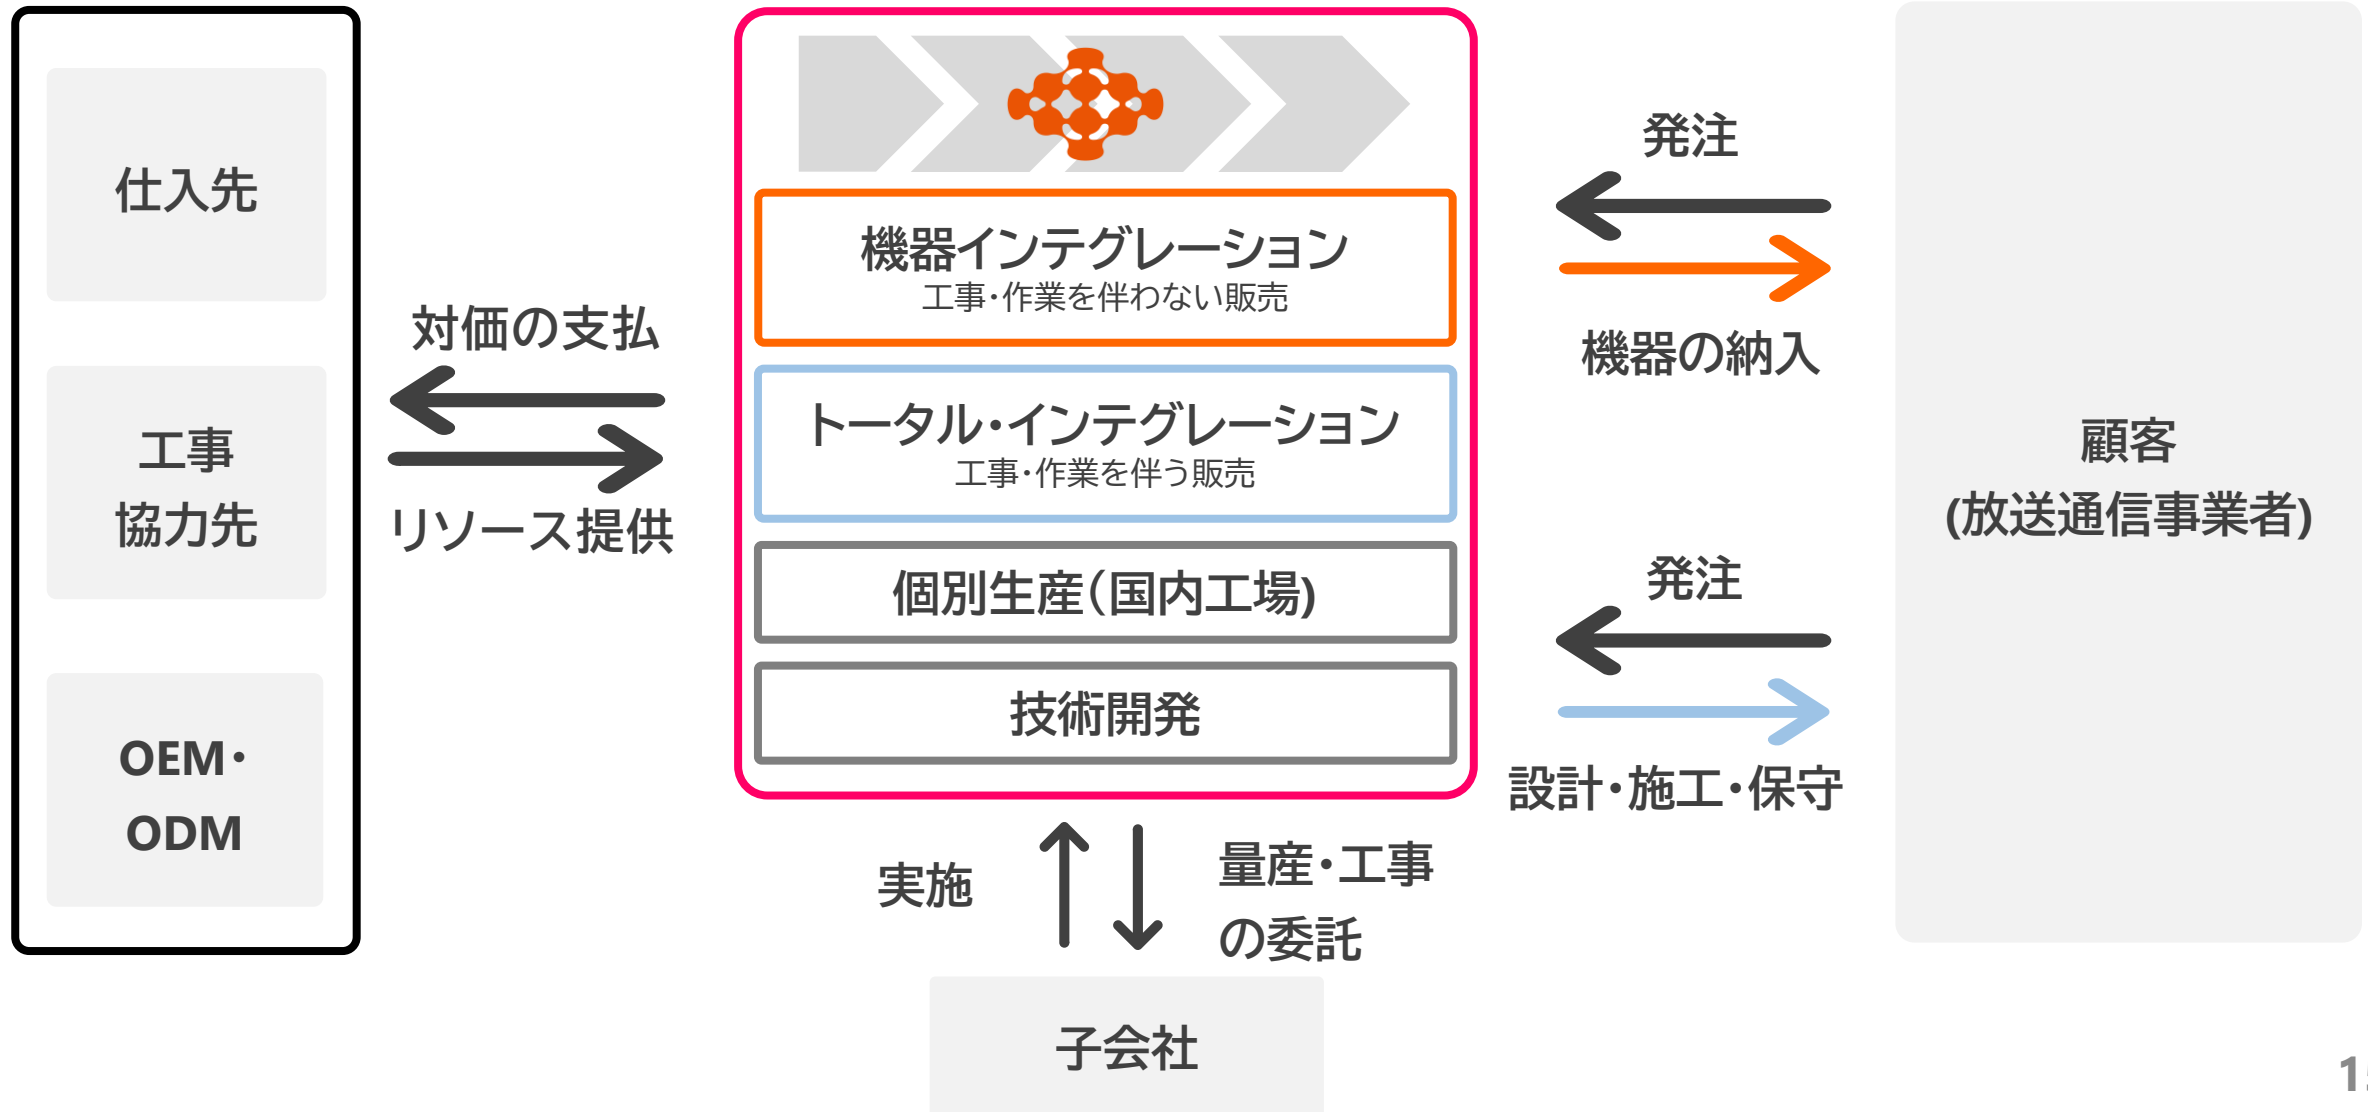 仕入先
工事
協力先
OEM・
ODM
対価の支払
リソース提供
機器インテグレーション
工事・作業を伴わない販売
トータル・インテグレーション
工事・作業を伴う販売
個別生産（国内工場)
技術開発
実施
量産・工事
の委託
子会社
発注
機器の納入
発注
設計・施工・保守
顧客
(放送通信事業者)